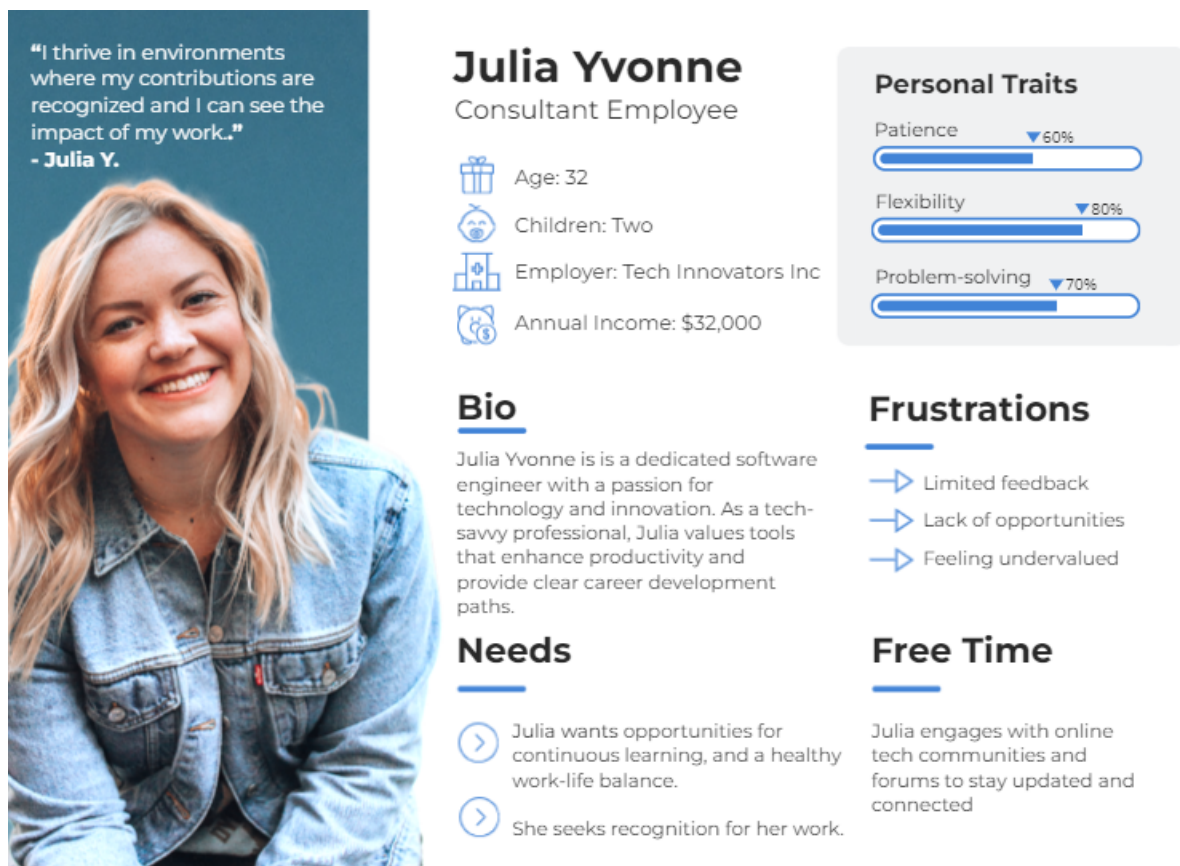 “I thrive in environments
where my contributions are
recognized and I can see the
impact of my work..”
- Julia Y.
Julia Yvonne
Consultant Employee
Age: 32
Children: Two
Employer: Tech Innovators Inc
Annual Income: $32,000
Personal Traits
Patience
60%
Flexibility
80%
Problem-solving
70%
Bio
Julia Yvonne is is a dedicated software
engineer with a passion for
technology and innovation. As a tech-
savvy professional, Julia values tools
that enhance productivity and
provide clear career development
paths.
Frustrations
Limited feedback
Lack of opportunities
Feeling undervalued
Needs
Julia wants opportunities for
continuous learning, and a healthy
work-life balance.
She seeks recognition for her work.
Free Time
Julia engages with online
tech communities and
forums to stay updated and
connected